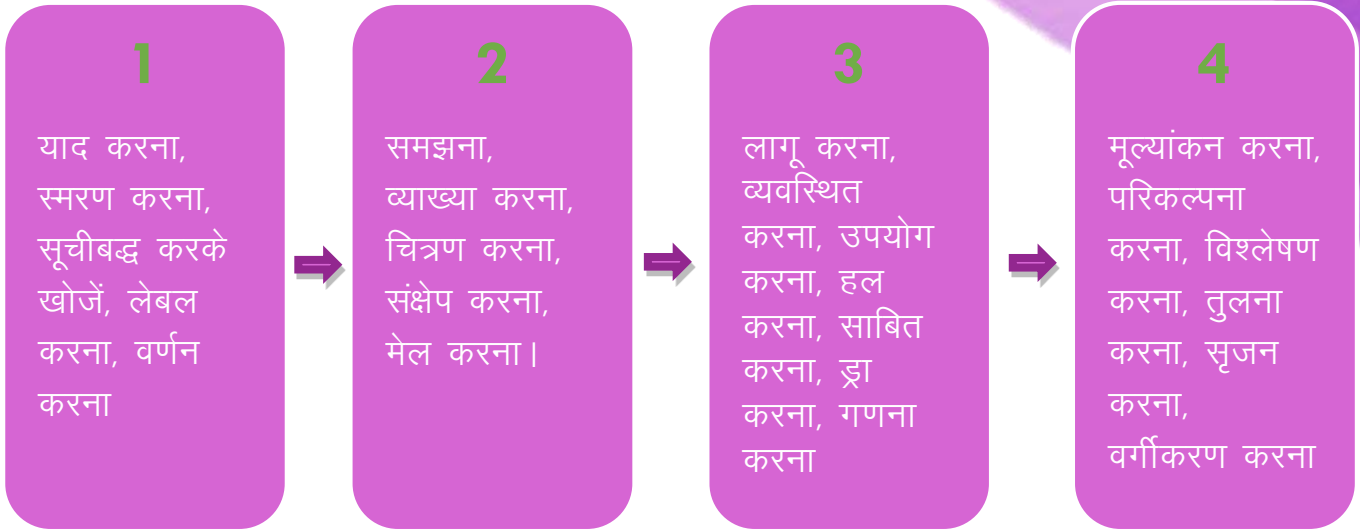 1
याद करना,
स्मरण करना,
सूचीबद्ध करके
खोजें, लेबल
करना, वर्णन
करना
2
समझना,
व्याख्या करना,
चित्रण करना,
संक्षेप करना,
मेल करना।
3
लागू करना,
व्यवस्थित
करना, उपयोग
करना, हल
करना, साबित
करना, ड्रा
करना, गणना
करना
4
मूल्यांकन करना,
परिकल्पना
करना, विश्लेषण
करना, तुलना
करना, सृजन
करना,
वर्गीकरण करना